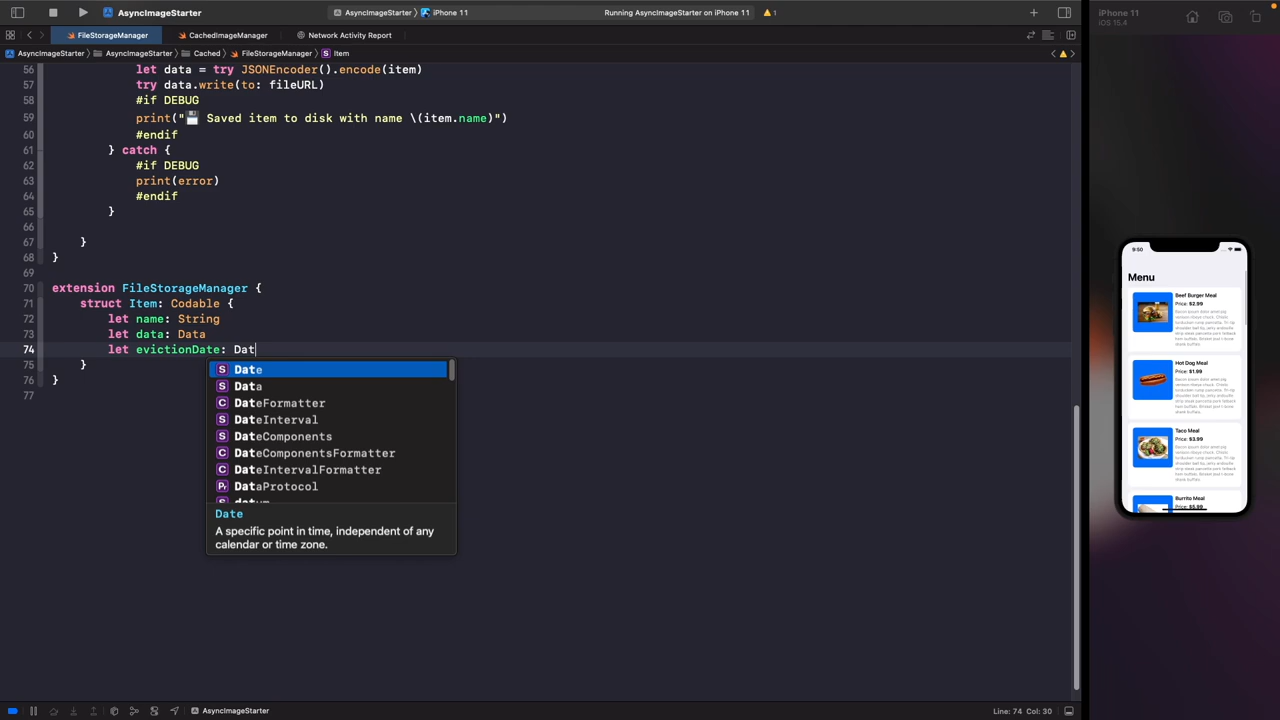 AsyncImageStarter
AsyncImageStarter
iPhone 11
Running AsyncImageStarter on iPhone 11
1
iPhone 11
iOS 15.4
FileStorageManager
CachedImageManager
Network Activity Report
AsyncImageStarter
AsyncImageStarter
Cached
FileStorageManager
Item
56 let data = try JSONEncoder().encode(item)
57 try data.write(to: fileURL)
58 #if DEBUG
59 print("💾 Saved item to disk with name \(item.name)")
60 #endif
61 } catch {
62 #if DEBUG
63 print(error)
64 #endif
65 }
66
67 }
68 }
69
70 extension FileStorageManager {
71 struct Item: Codable {
72 let name: String
73 let data: Data
74 let evictionDate: Dat
75 }
76 }
77
S Date
S Data
C DateFormatter
S DateInterval
S DateComponents
C DateComponentsFormatter
C DateIntervalFormatter
Pr DataProtocol
Date
A specific point in time, independent of any
calendar or time zone.
9:50
Menu
Beef Burger Meal
Price: $2.99
Hot Dog Meal
Price: $1.99
Taco Meal
Price: $3.99
Burrito Meal
Price: $5.99
AsyncImageStarter
Line: 74 Col: 30